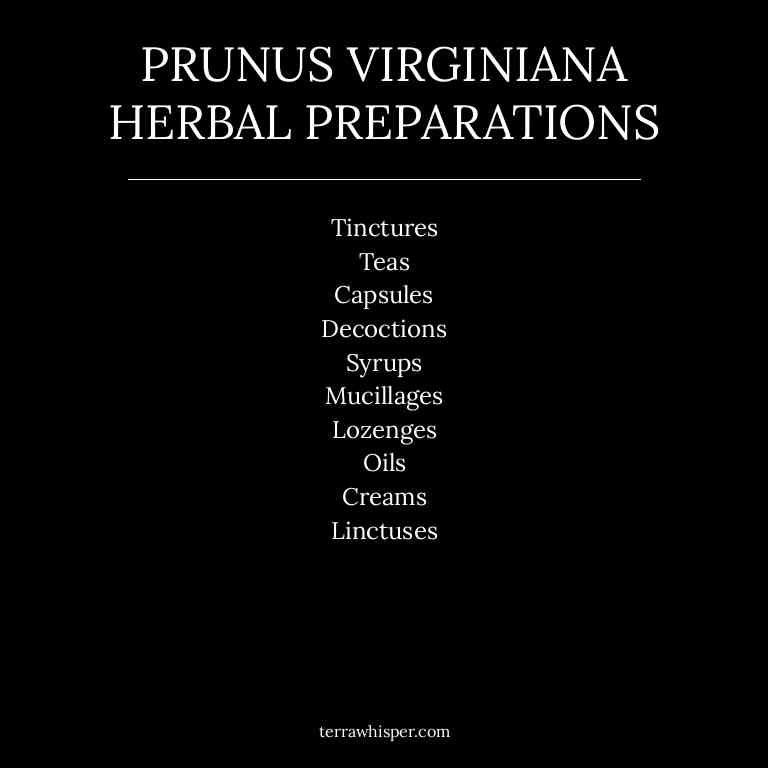 PRUNUS VIRGINIANA
HERBAL PREPARATIONS
Tinctures
Teas
Capsules
Decoctions
Syrups
Mucillages
Lozenges
Oils
Creams
Linctuses
terrawhisper.com